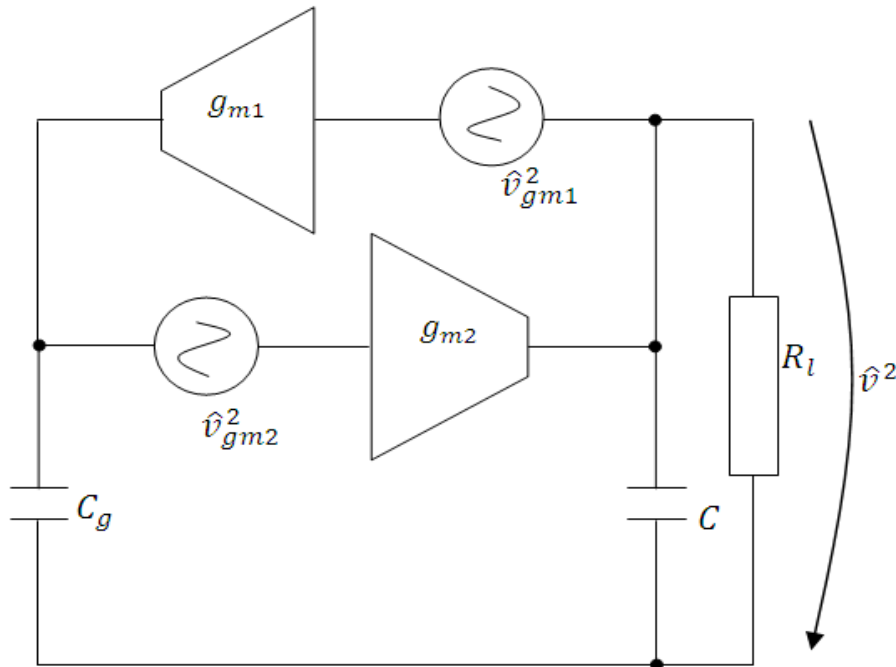 g_{m1}
\hat{v}^2_{gm1}
g_{m2}
R_l
\hat{v}^2
\hat{v}^2_{gm2}
C_g
C